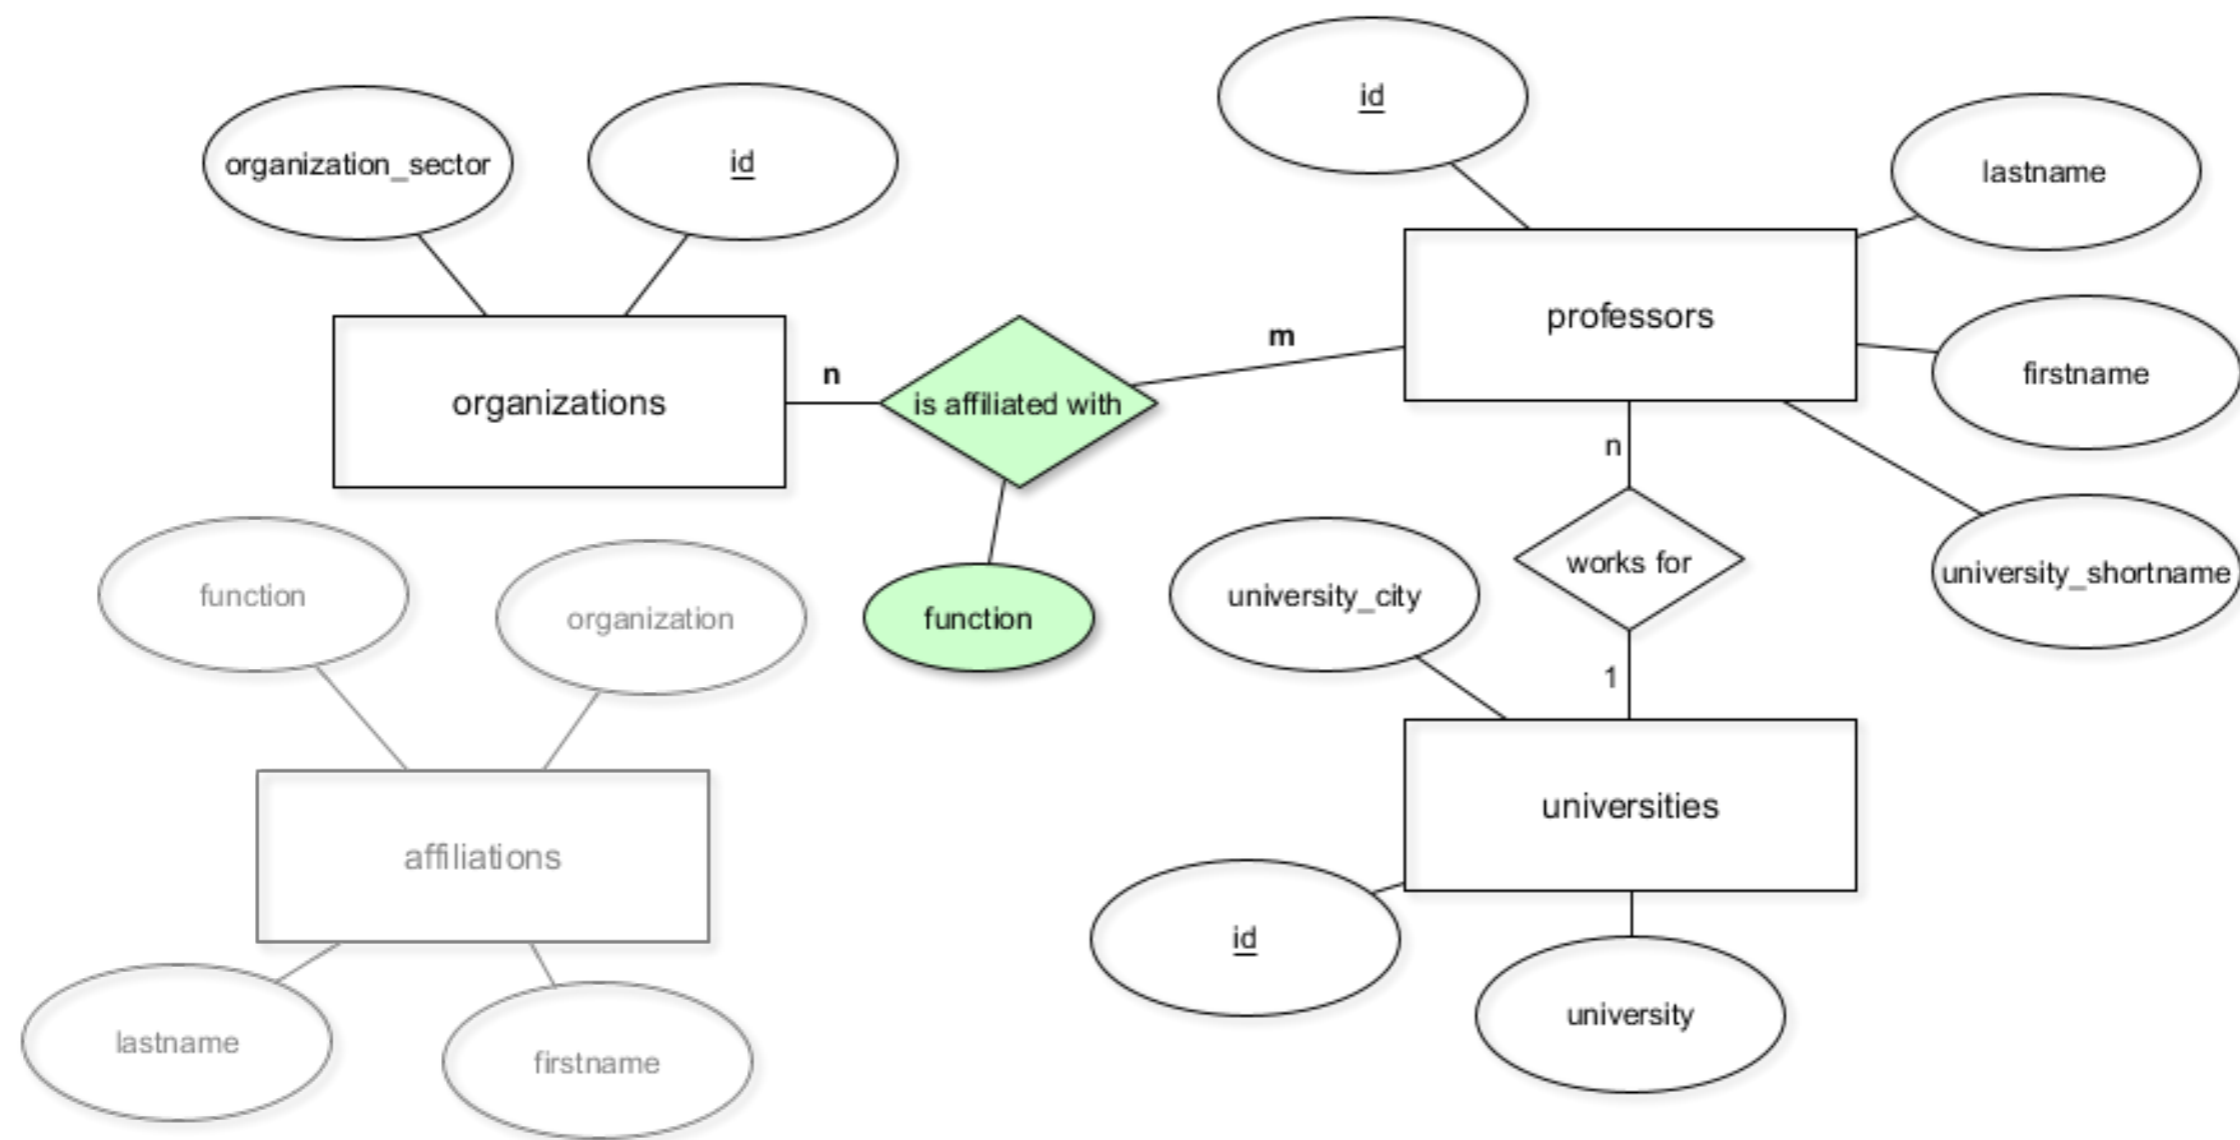 id
organization_sector
id
lastname
professors
m
n
firstname
organizations
is affiliated with
n
works for
university_shortname
function
organization
function
university_city
1
universities
affiliations
id
university
lastname
firstname